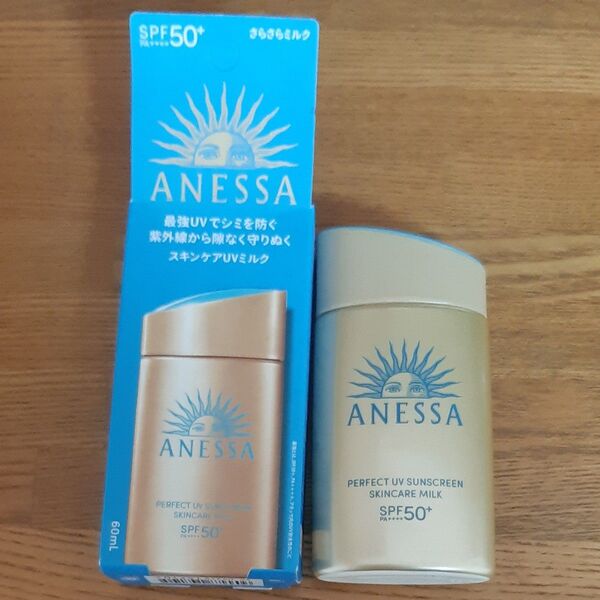 SPF50+
PA++++
さらさらミルク
ANESSA
最強UVでシミを防ぐ
紫外線から隙なく守りぬく
スキンケアUVミルク
ANESSA
PERFECT UV SUNSCREEN
SKINCARE MILK
SPF50+
PA++++
60mL
ANESSA
PERFECT UV SUNSCREEN
SKINCARE MILK
SPF50+
PA++++